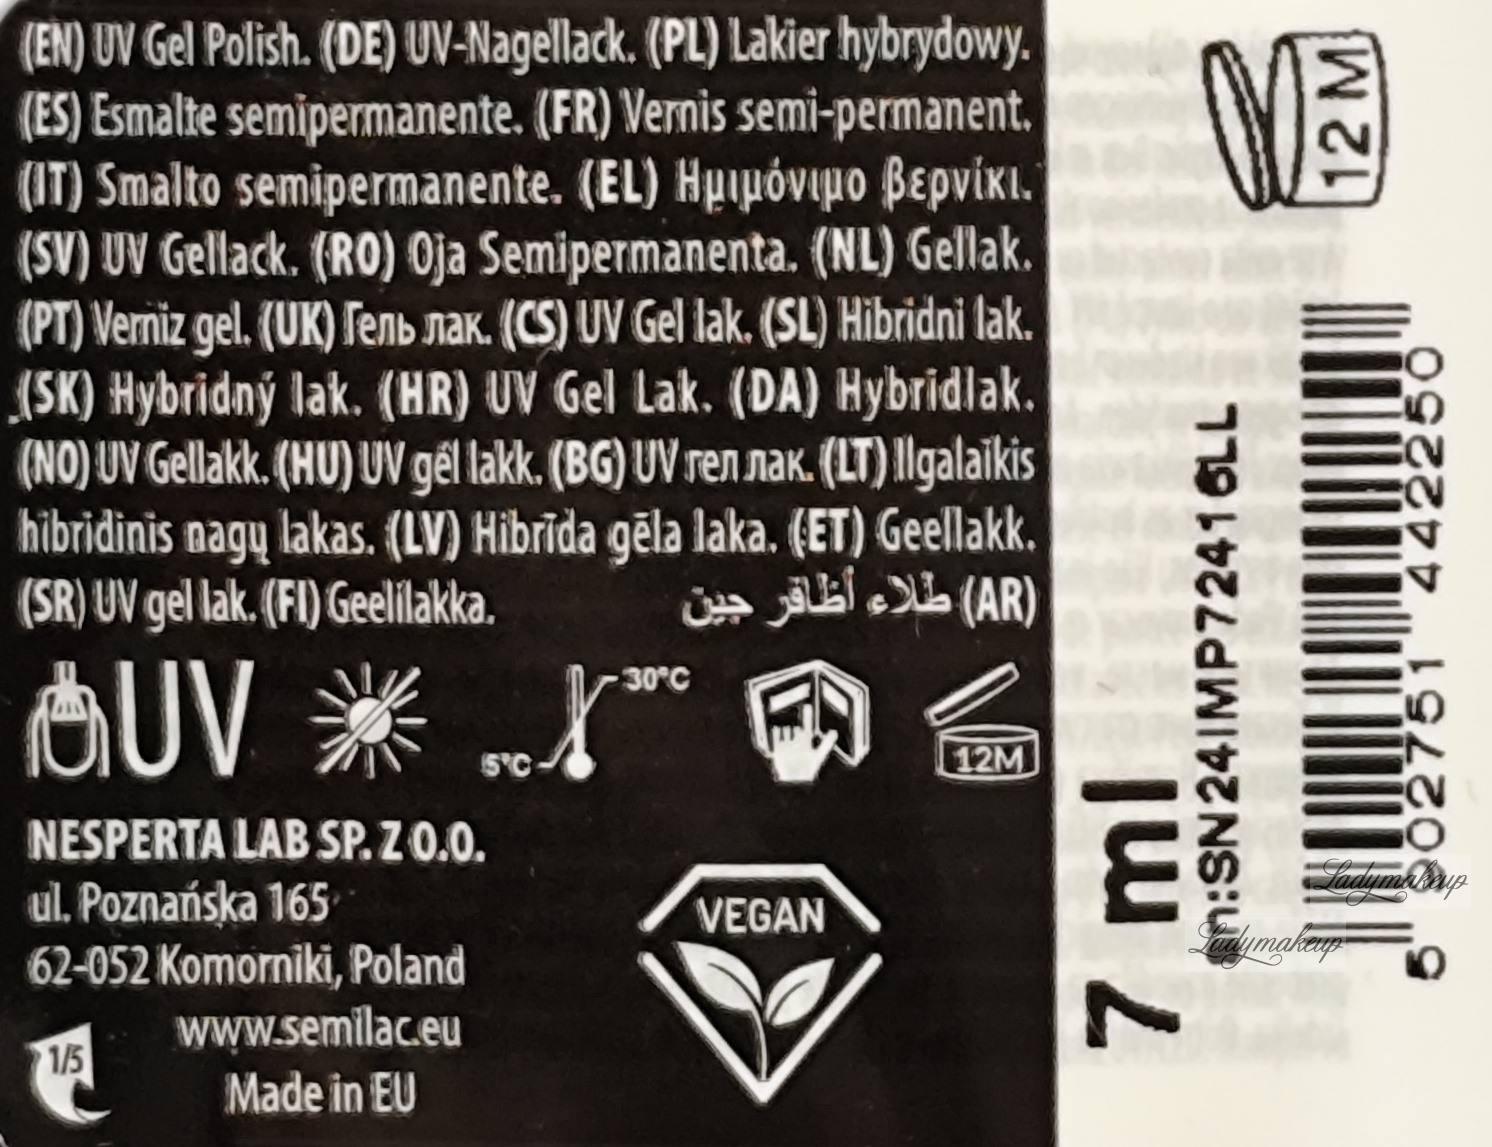 (EN) UV Gel Polish. (DE) UV-Nagellack. (PL) Lakier hybrydowy.
(ES) Esmalte semipermanente. (FR) Vernis semi-permanent.
(IT) Smalto semipermanente. (EL) Ημιμόνιμο βερνίκι.
(SV) UV Gellack. (RO) Oja Semipermanenta. (NL) Gellak.
(PT) Verniz gel. (UK) Гель лак. (CS) UV Gel lak. (SL) Hibridni lak.
(SK) Hybridný lak. (HR) UV Gel Lak. (DA) Hybridlak.
(NO) UV Gellakk. (HU) UV gél lakk. (BG) UV гел лак. (LT) Ilgalaikis
hibridinis nagų lakas. (LV) Hibrīda gēla laka. (ET) Geellakk.
(SR) UV gel lak. (FI) Geelilakka.
(AR) طلاء أظافر جين
UV
30°C
5°C
12M
NESPERTA LAB SP. Z O.O.
ul. Poznańska 165
62-052 Komorniki, Poland
www.semilac.eu
Made in EU
1/5
VEGAN
12 M
7 ml
:SN24IMP72416LL
5 902751 442250
Ladymakeup
Ladymakeup